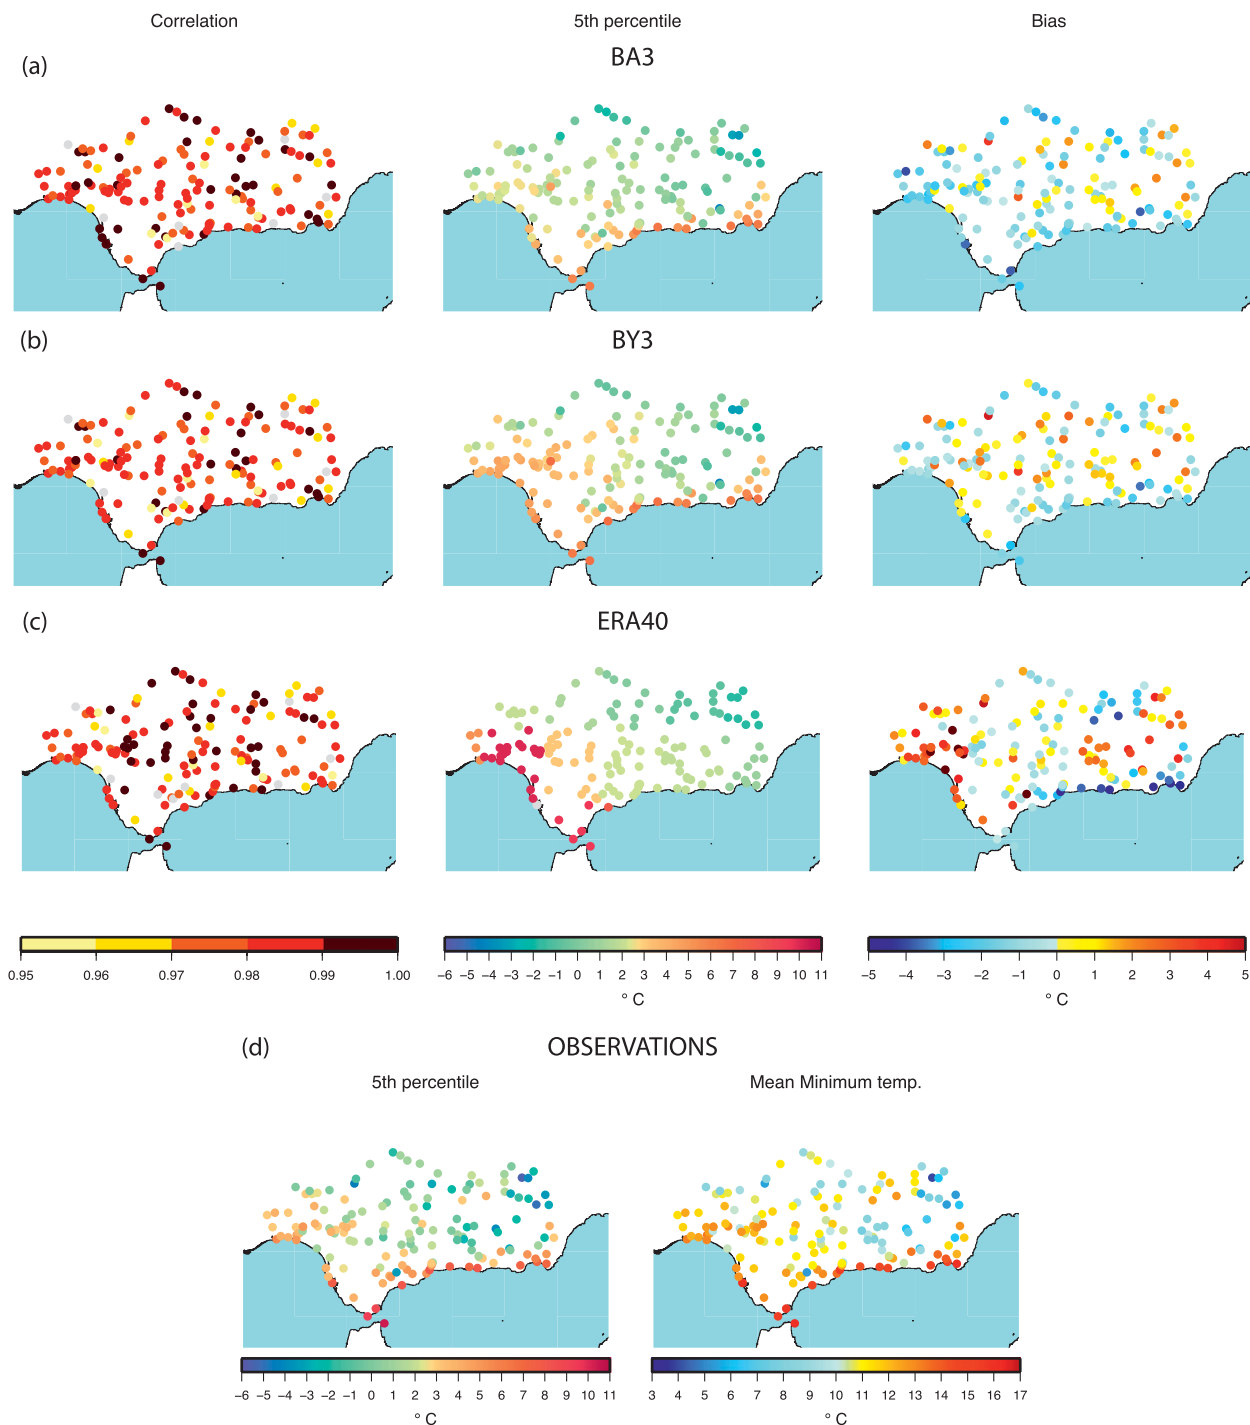 Correlation 5th percentile Bias
(a) BA3
(b) BY3
(c) ERA40
0.95 0.96 0.97 0.98 0.99 1.00
−6 −5 −4 −3 −2 −1 0 1 2 3 4 5 6 7 8 9 10 11
° C
−5 −4 −3 −2 −1 0 1 2 3 4 5
° C
(d) OBSERVATIONS
5th percentile Mean Minimum temp.
−6 −5 −4 −3 −2 −1 0 1 2 3 4 5 6 7 8 9 10 11
° C
3 4 5 6 7 8 9 10 11 12 13 14 15 16 17
° C